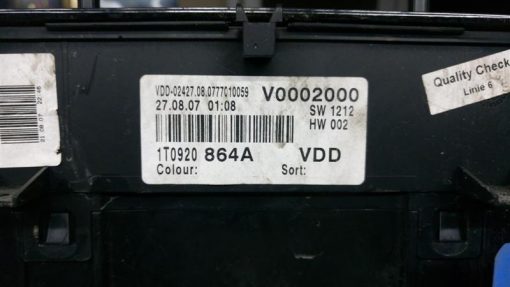 VDD-02427.08.0777010059 V0002000
27.08.07 01:08 SW 1212
HW 002
1T0920 864A VDD
Colour: Sort:
Quality Check
Linie 6